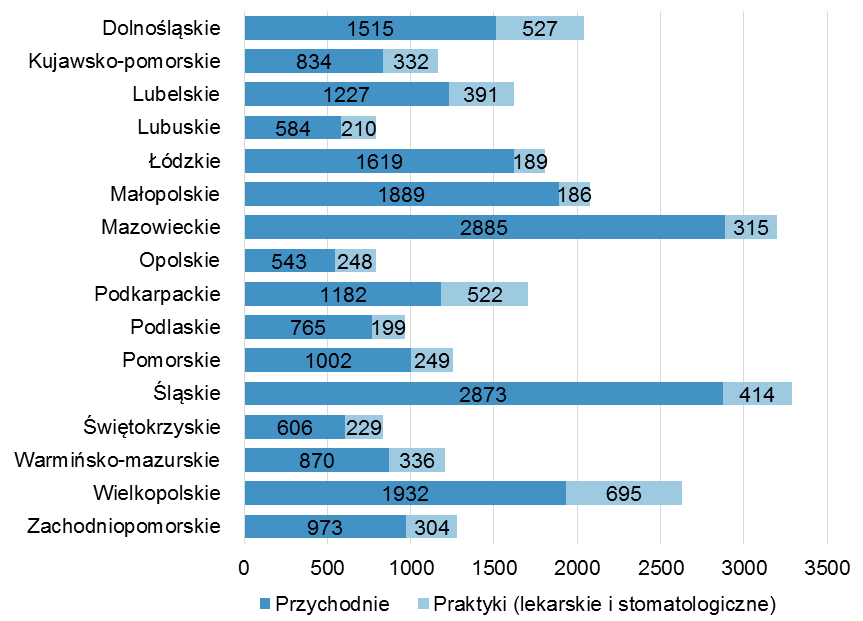 Dolnośląskie 1515 527
Kujawsko-pomorskie 834 332
Lubelskie 1227 391
Lubuskie 584 210
Łódzkie 1619 189
Małopolskie 1889 186
Mazowieckie 2885 315
Opolskie 543 248
Podkarpackie 1182 522
Podlaskie 765 199
Pomorskie 1002 249
Śląskie 2873 414
Świętokrzyskie 606 229
Warmińsko-mazurskie 870 336
Wielkopolskie 1932 695
Zachodniopomorskie 973 304
0 500 1000 1500 2000 2500 3000 3500
Przychodnie Praktyki (lekarskie i stomatologiczne)